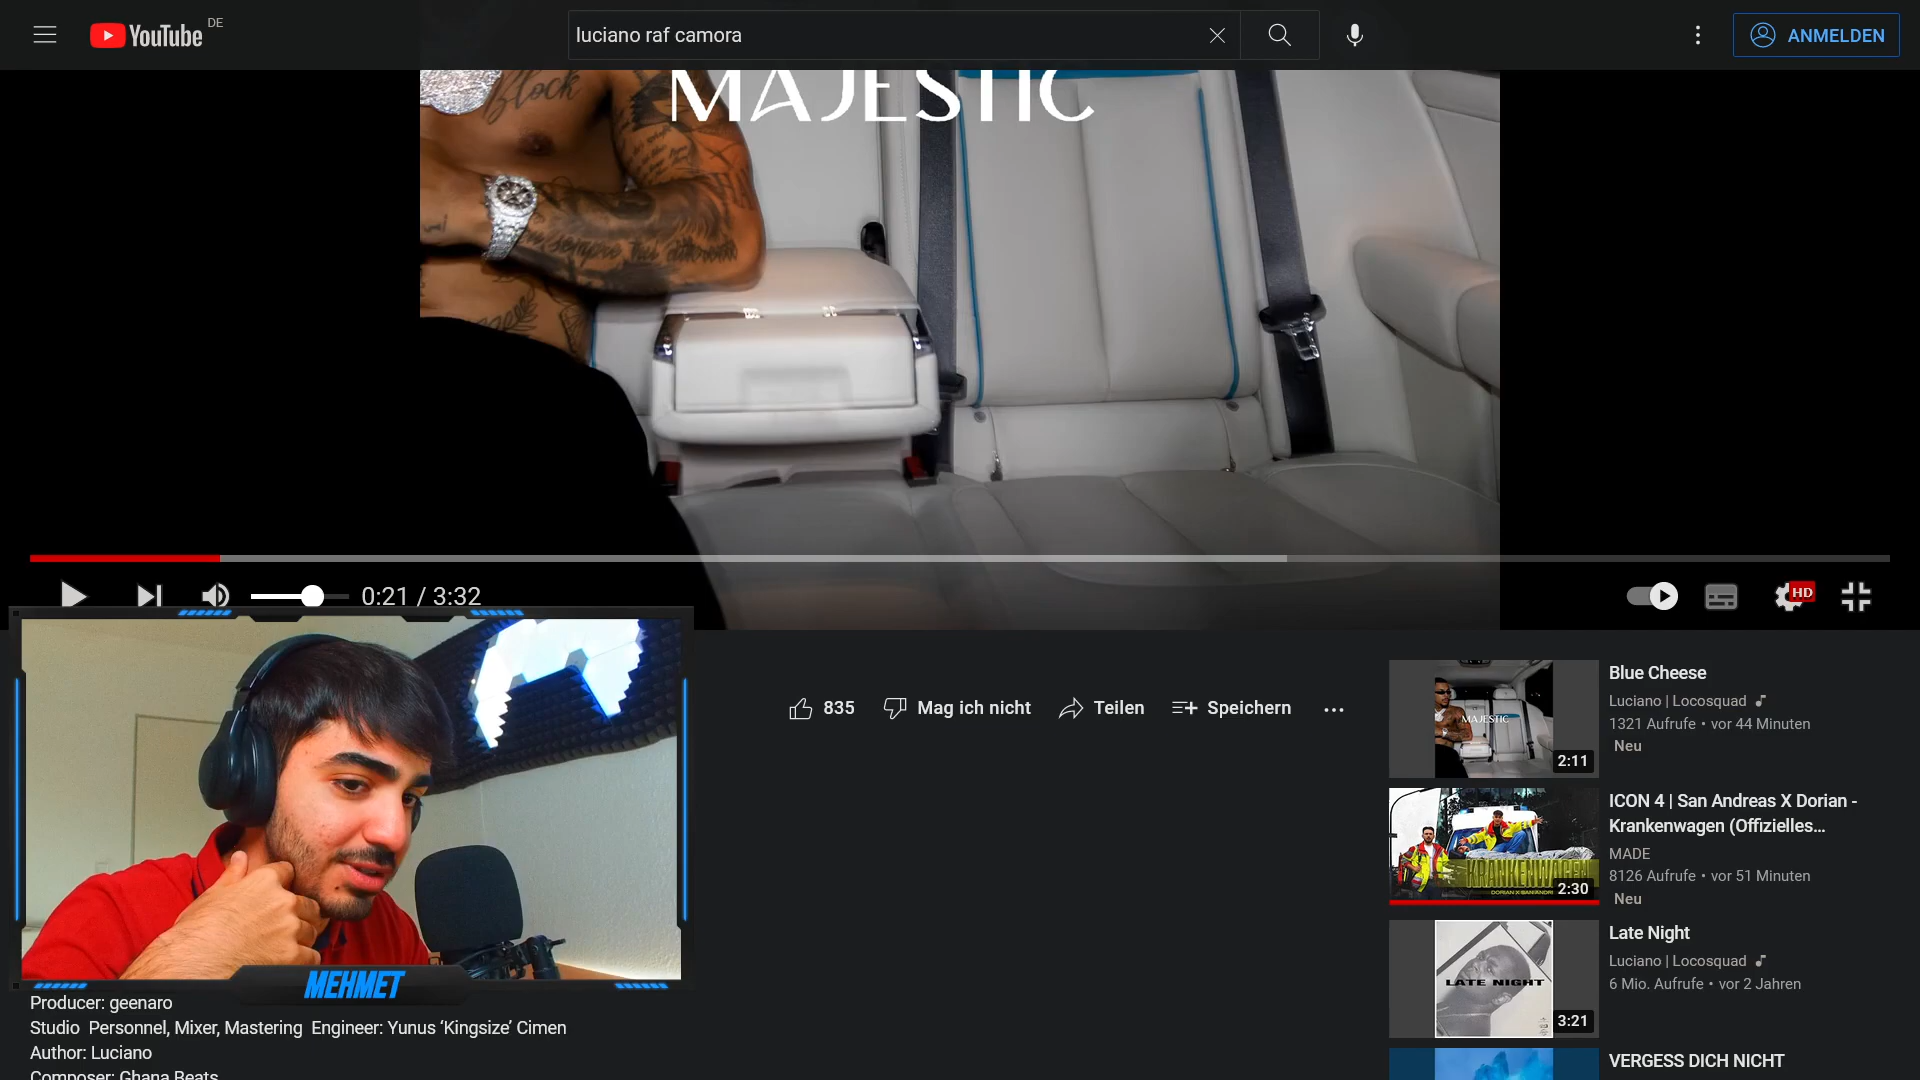 YouTube DE
luciano raf camora
ANMELDEN
MAJESTIC
Block
0:21 / 3:32
HD
835
Mag ich nicht
Teilen
Speichern
MEHMET
Producer: geenaro
Studio Personnel, Mixer, Mastering Engineer: Yunus ‘Kingsize’ Cimen
Author: Luciano
Composer: Ghana Beats
MAJESTIC
2:11
Blue Cheese
Luciano | Locosquad
1321 Aufrufe • vor 44 Minuten
Neu
KRANKENWAGEN
2:30
ICON 4 | San Andreas X Dorian -
Krankenwagen (Offizielles...
MADE
8126 Aufrufe • vor 51 Minuten
Neu
LATE NIGHT
3:21
Late Night
Luciano | Locosquad
6 Mio. Aufrufe • vor 2 Jahren
VERGESS DICH NICHT